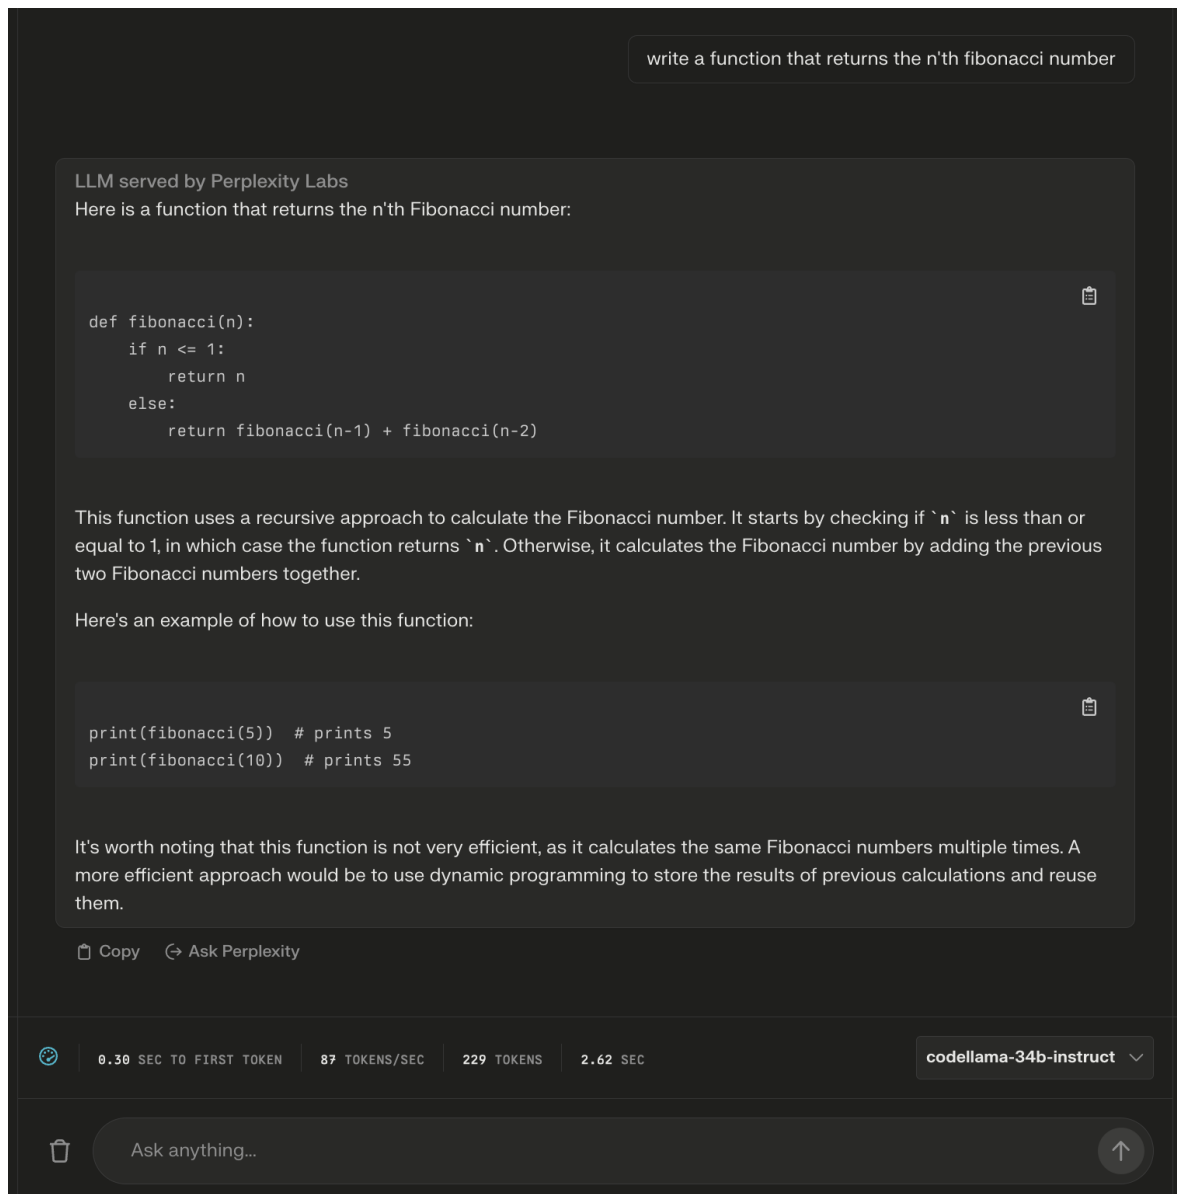 write a function that returns the n'th fibonacci number
LLM served by Perplexity Labs
Here is a function that returns the n'th Fibonacci number:
def fibonacci(n):
    if n <= 1:
        return n
    else:
        return fibonacci(n-1) + fibonacci(n-2)
This function uses a recursive approach to calculate the Fibonacci number. It starts by checking if `n` is less than or
equal to 1, in which case the function returns `n`. Otherwise, it calculates the Fibonacci number by adding the previous
two Fibonacci numbers together.
Here's an example of how to use this function:
print(fibonacci(5))  # prints 5
print(fibonacci(10))  # prints 55
It's worth noting that this function is not very efficient, as it calculates the same Fibonacci numbers multiple times. A
more efficient approach would be to use dynamic programming to store the results of previous calculations and reuse
them.
Copy Ask Perplexity
0.30 SEC TO FIRST TOKEN 87 TOKENS/SEC 229 TOKENS 2.62 SEC codellama-34b-instruct
Ask anything...